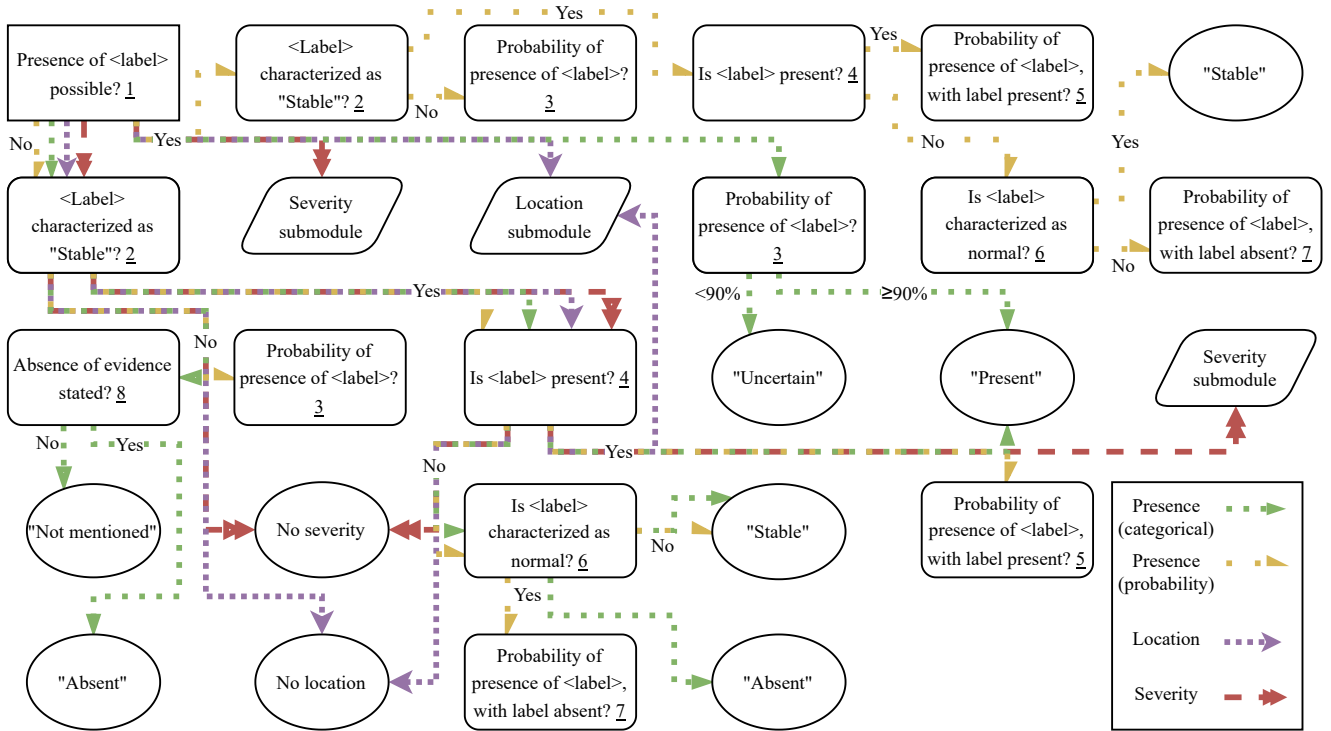 Presence of <label>
possible? 1
<Label>
characterized as
"Stable"? 2
Yes
No
Probability of
presence of <label>?
3
Is <label> present? 4
Yes
No
Probability of
presence of <label>,
with label present? 5
"Stable"
Yes
No
Yes
<Label>
characterized as
"Stable"? 2
Severity
submodule
Location
submodule
Probability of
presence of <label>?
3
Is <label>
characterized as
normal? 6
No
Probability of
presence of <label>,
with label absent? 7
Yes
<90%
≥90%
No
Absence of evidence
stated? 8
Probability of
presence of <label>?
3
Is <label> present? 4
"Uncertain"
"Present"
Severity
submodule
No
Yes
No
Yes
"Not mentioned"
No severity
Is <label>
characterized as
normal? 6
No
"Stable"
Probability of
presence of <label>,
with label present? 5
Yes
"Absent"
No location
Probability of
presence of <label>,
with label absent? 7
"Absent"
Presence
(categorical)
Presence
(probability)
Location
Severity